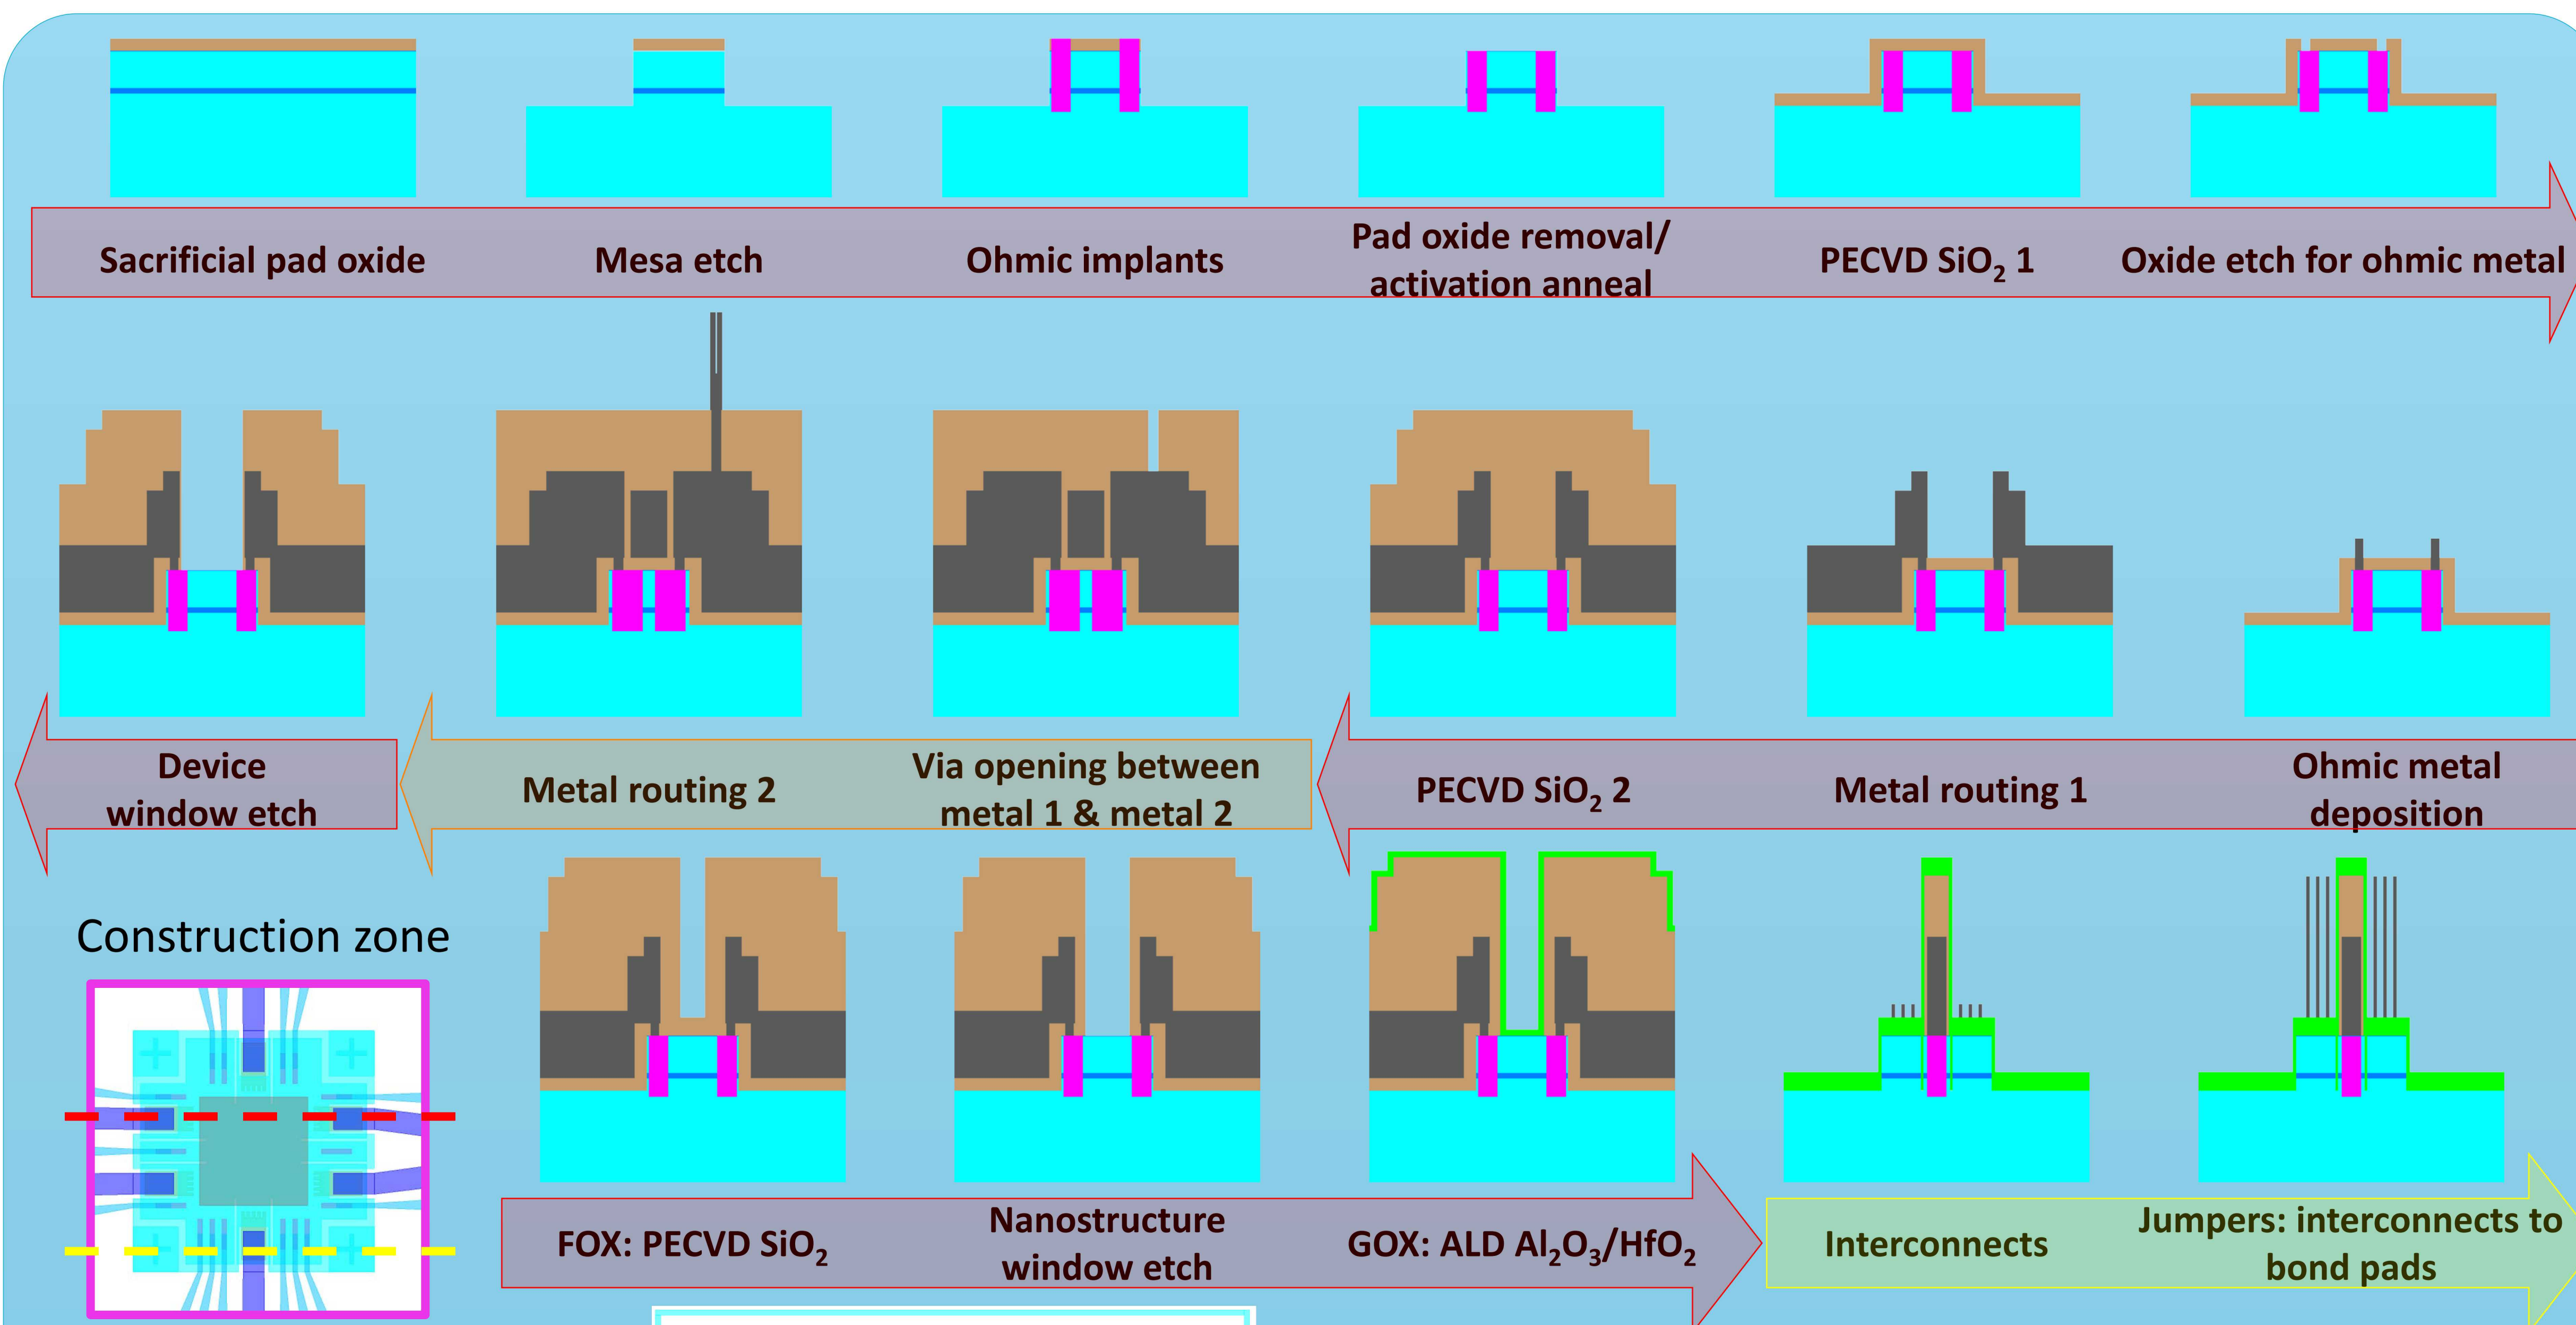 Sacrificial pad oxide
Mesa etch
Ohmic implants
Pad oxide removal/
activation anneal
PECVD SiO₂ 1
Oxide etch for ohmic metal
Device
window etch
Metal routing 2
Via opening between
metal 1 & metal 2
PECVD SiO₂ 2
Metal routing 1
Ohmic metal
deposition
Construction zone
FOX: PECVD SiO₂
Nanostructure
window etch
GOX: ALD Al₂O₃/HfO₂
Interconnects
Jumpers: interconnects to
bond pads